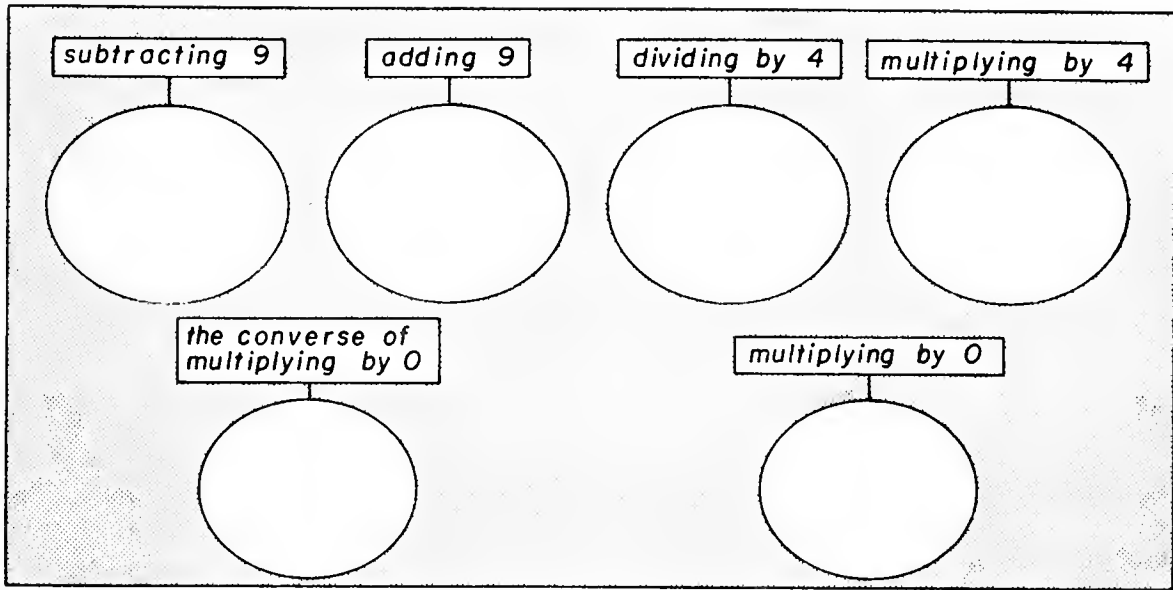 subtracting 9
adding 9
dividing by 4
multiplying by 4
the converse of
multiplying by 0
multiplying by 0